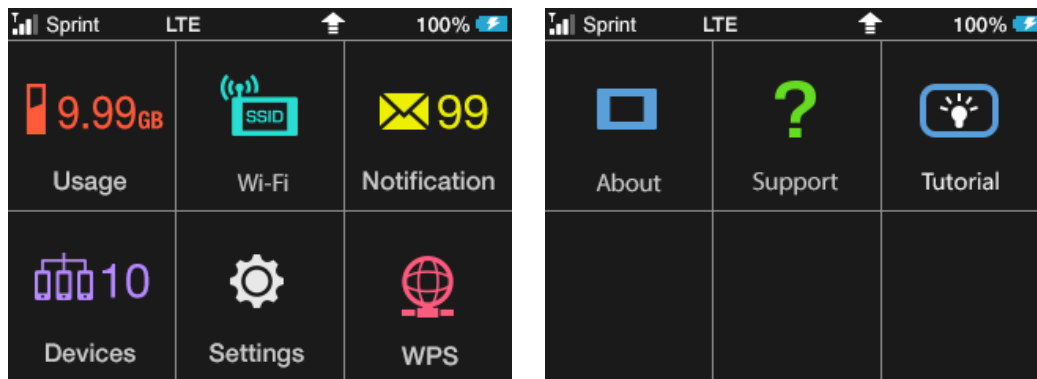 Sprint LTE 100%
9.99GB SSID 99
Usage Wi-Fi Notification
10
Devices Settings WPS
Sprint LTE 100%
?
About Support Tutorial